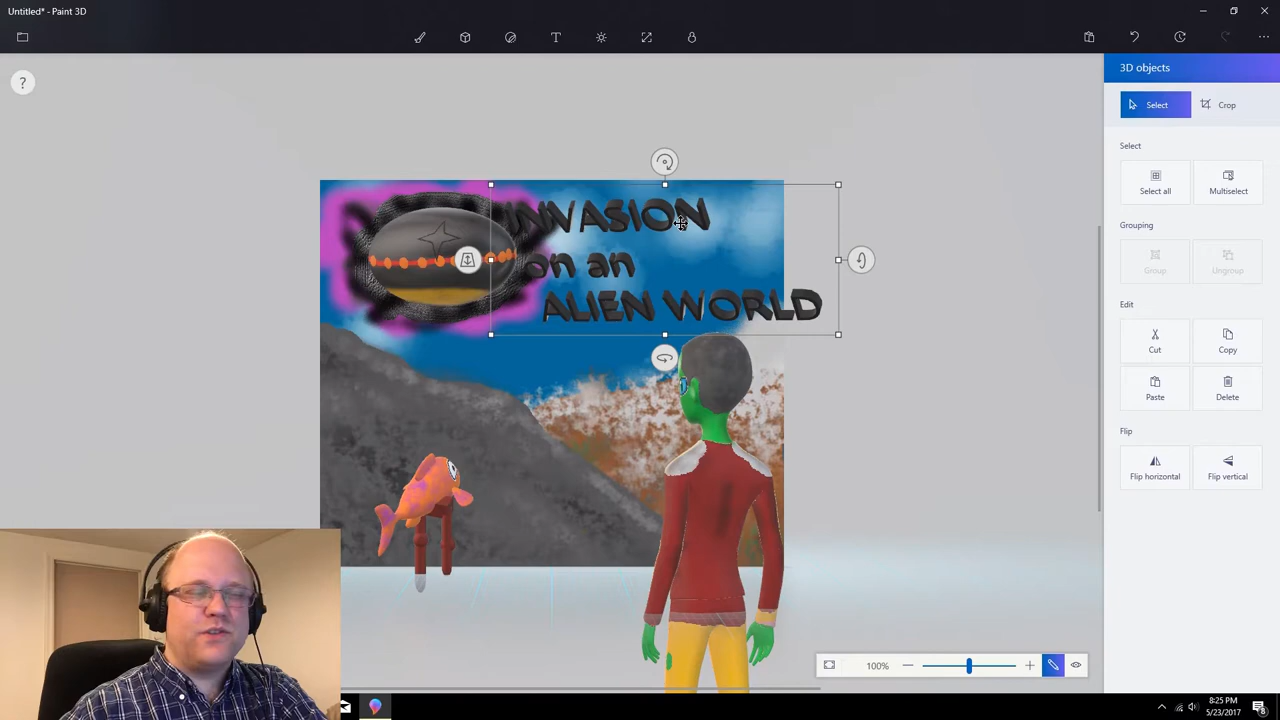 Untitled* - Paint 3D
?
3D objects
Select
Crop
Select
Select all
Multiselect
Grouping
Group
Ungroup
Edit
Cut
Copy
Paste
Delete
Flip
Flip horizontal
Flip vertical
INVASION
on an
ALIEN WORLD
100%
8:25 PM
5/23/2017
8